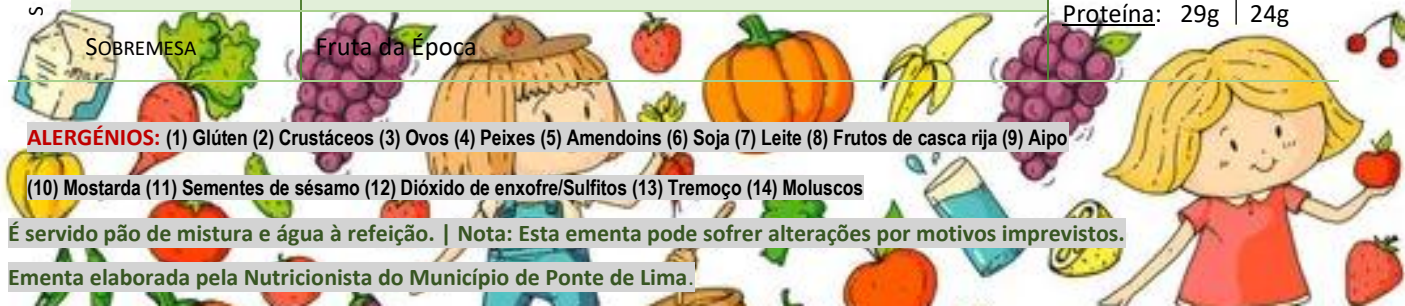 S
Proteína: 29g | 24g
SOBREMESA Fruta da Época
ALERGÉNIOS: (1) Glúten (2) Crustáceos (3) Ovos (4) Peixes (5) Amendoins (6) Soja (7) Leite (8) Frutos de casca rija (9) Aipo
(10) Mostarda (11) Sementes de sésamo (12) Dióxido de enxofre/Sulfitos (13) Tremoço (14) Moluscos
É servido pão de mistura e água à refeição. | Nota: Esta ementa pode sofrer alterações por motivos imprevistos.
Ementa elaborada pela Nutricionista do Município de Ponte de Lima.